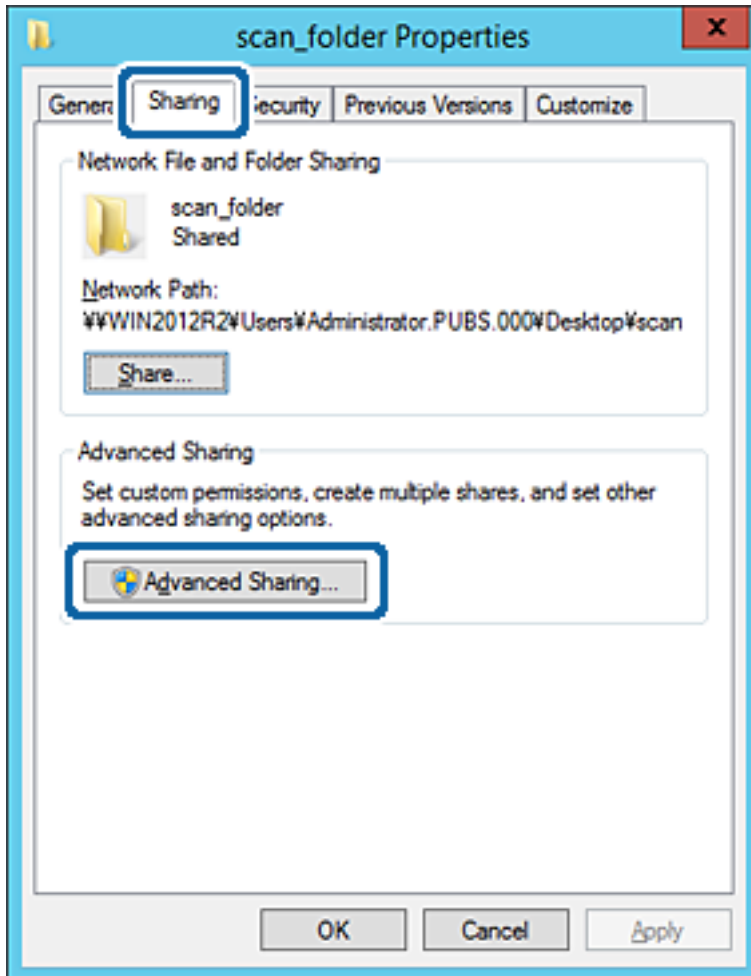 scan_folder Properties
x
Genera Sharing Security Previous Versions Customize
Network File and Folder Sharing
scan_folder
Shared
Network Path:
¥¥WIN2012R2¥Users¥Administrator.PUBS.000¥Desktop¥scan
Share...
Advanced Sharing
Set custom permissions, create multiple shares, and set other
advanced sharing options.
Advanced Sharing...
OK Cancel Apply